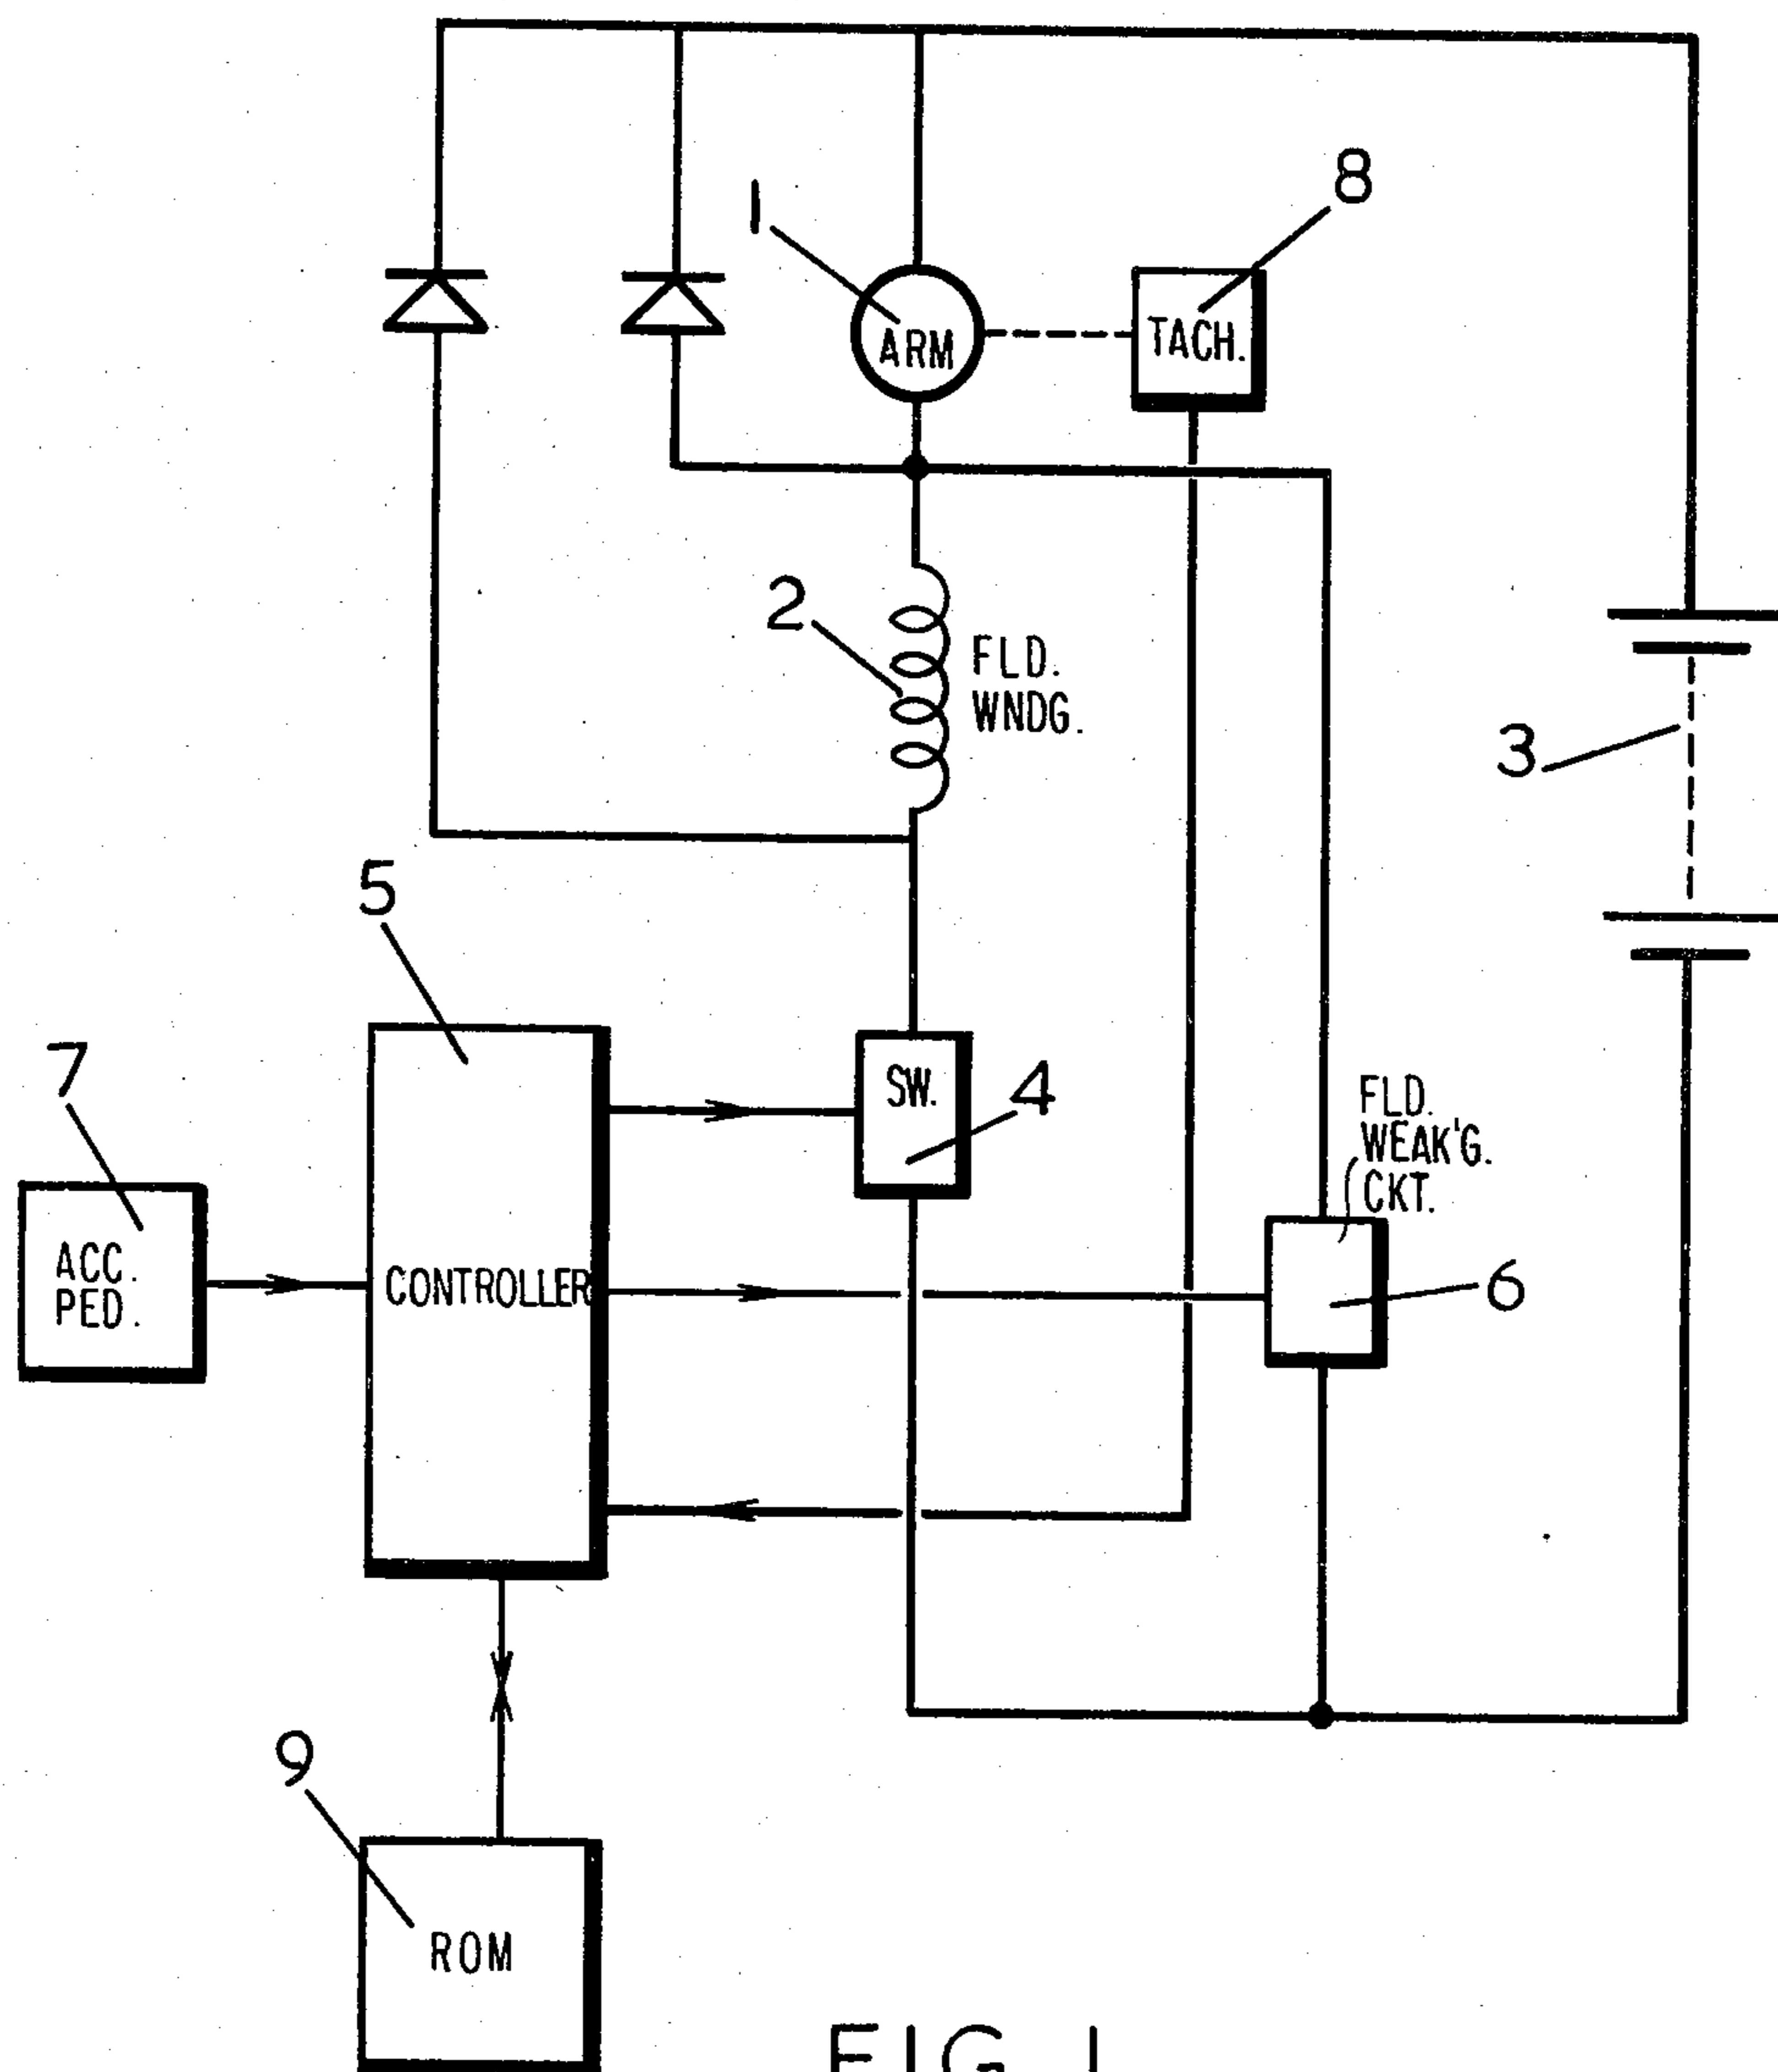 1
8
ARM
TACH.
2
FLD.
WNDG.
3
5
7
SW.
4
FLD.
WEAK'G.
CKT.
ACC.
PED.
CONTROLLER
6
9
ROM
FIG. 1